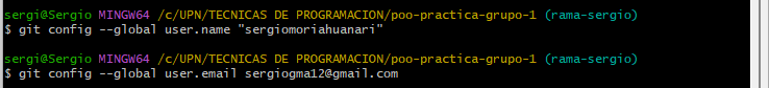 sergi@Sergio MINGW64 /c/UPN/TECNICAS DE PROGRAMACION/poo-practica-grupo-1 (rama-sergio)
$ git config --global user.name "sergiomoriahuanari"
sergi@Sergio MINGW64 /c/UPN/TECNICAS DE PROGRAMACION/poo-practica-grupo-1 (rama-sergio)
$ git config --global user.email sergiogma12@gmail.com